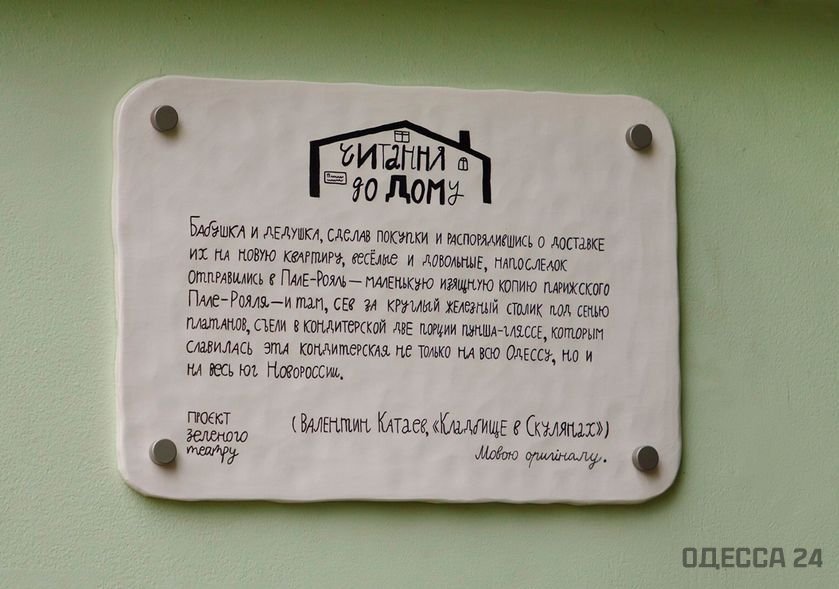 Читання
до дому
Бабушка и дедушка, сделав покупки и распорядившись о доставке
их на новую квартиру, весёлые и довольные, напоследок
отправились в Пале-Рояль — маленькую изящную копию парижского
Пале-Рояля — и там, сев за круглый железный столик под сенью
платанов, съели в кондитерской две порции пунша-гляссе, которым
славилась эта кондитерская не только на всю Одессу, но и
на весь юг Новороссии.
(Валентин Катаев, «Кладбище в Скулянах»)
Мовою оригіналу.
проєкт
зеленого
театру
ОДЕССА 24